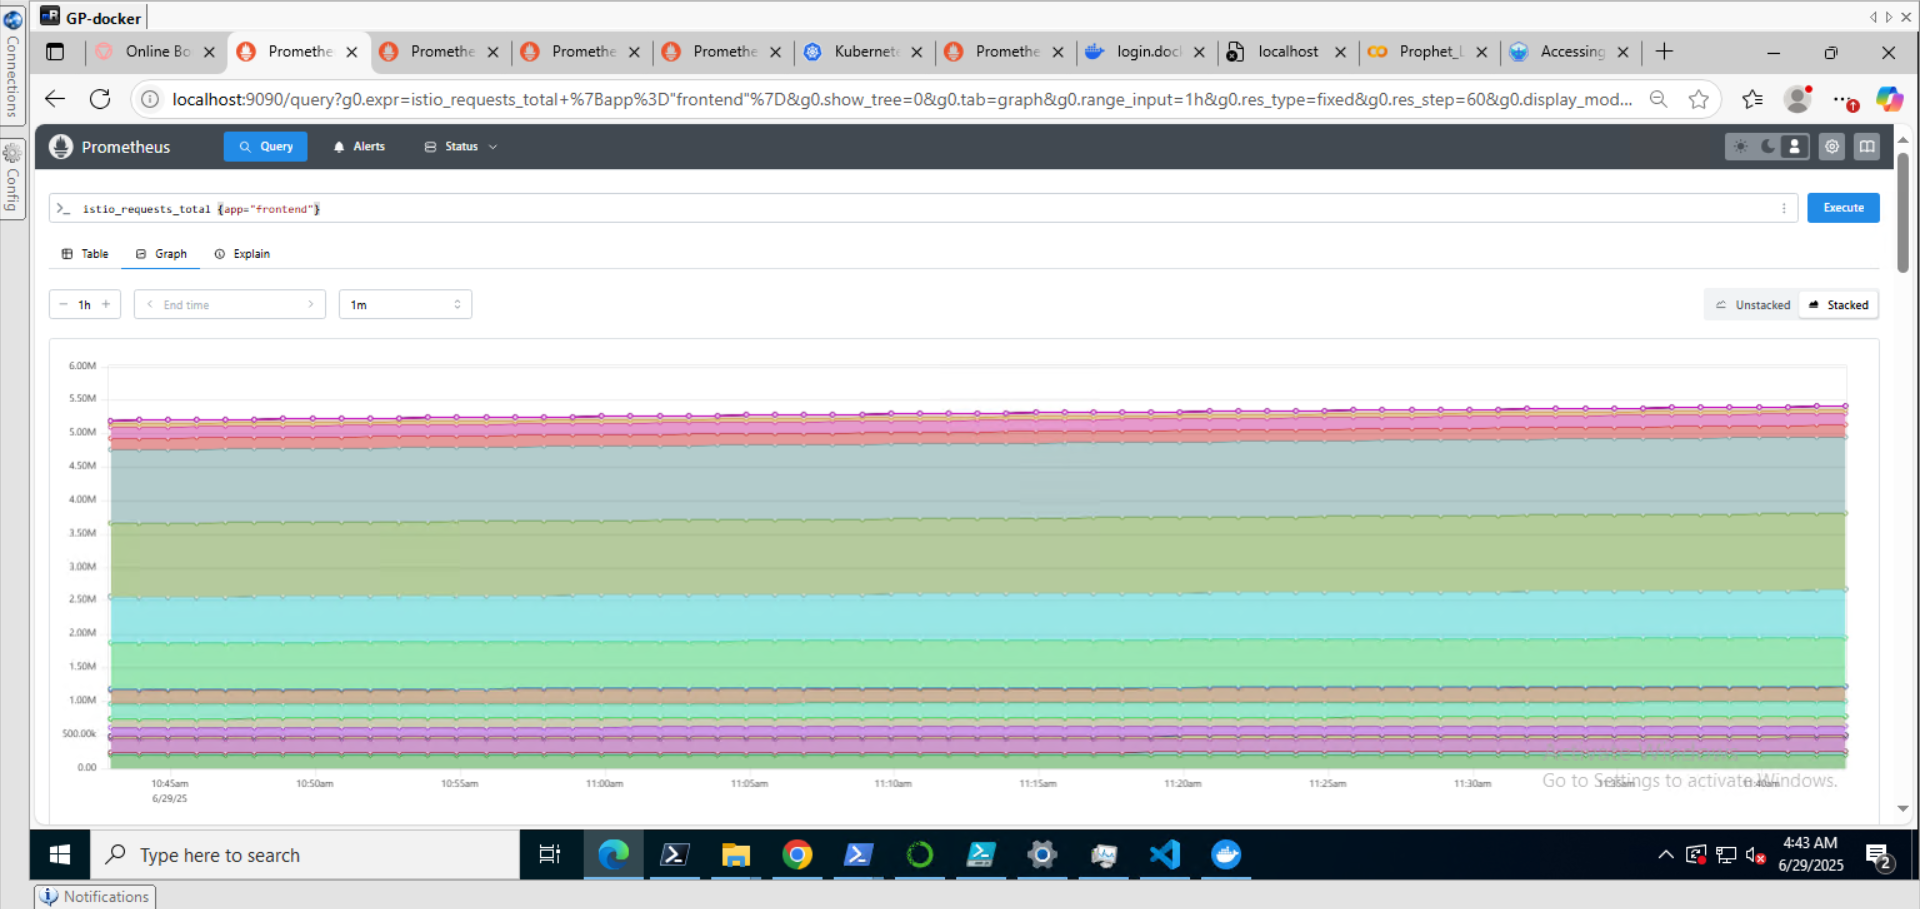 GP-docker
Connections
Config
Online Bo
Promethe
Promethe
Promethe
Promethe
Kubernete
Promethe
login.doc
localhost
Prophet_
Accessing
localhost:9090/query?g0.expr=istio_requests_total+%7Bapp%3D"frontend"%7D&g0.show_tree=0&g0.tab=graph&g0.range_input=1h&g0.res_type=fixed&g0.res_step=60&g0.display_mod...
Prometheus
Query
Alerts
Status
>_ istio_requests_total {app="frontend"}
Execute
Table
Graph
Explain
− 1h +
< End time >
1m
Unstacked
Stacked
6.00M
5.50M
5.00M
4.50M
4.00M
3.50M
3.00M
2.50M
2.00M
1.50M
1.00M
500.00k
0.00
10:45am
6/29/25
10:50am
10:55am
11:00am
11:05am
11:10am
11:15am
11:20am
11:25am
11:30am
11:35am
11:40am
Activate Windows
Go to Settings to activate Windows.
Type here to search
4:43 AM
6/29/2025
2
Notifications